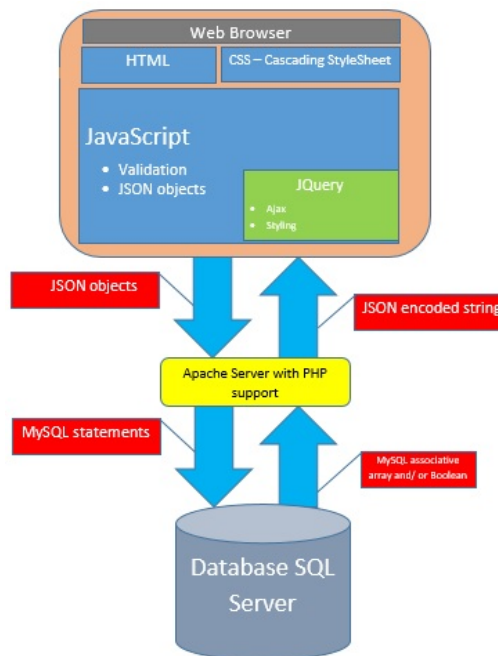 Web Browser
HTML
CSS – Cascading StyleSheet
JavaScript
• Validation
• JSON objects
JQuery
• Ajax
• Styling
JSON objects
JSON encoded string
Apache Server with PHP
support
MySQL statements
MySQL associative
array and/ or Boolean
Database SQL
Server